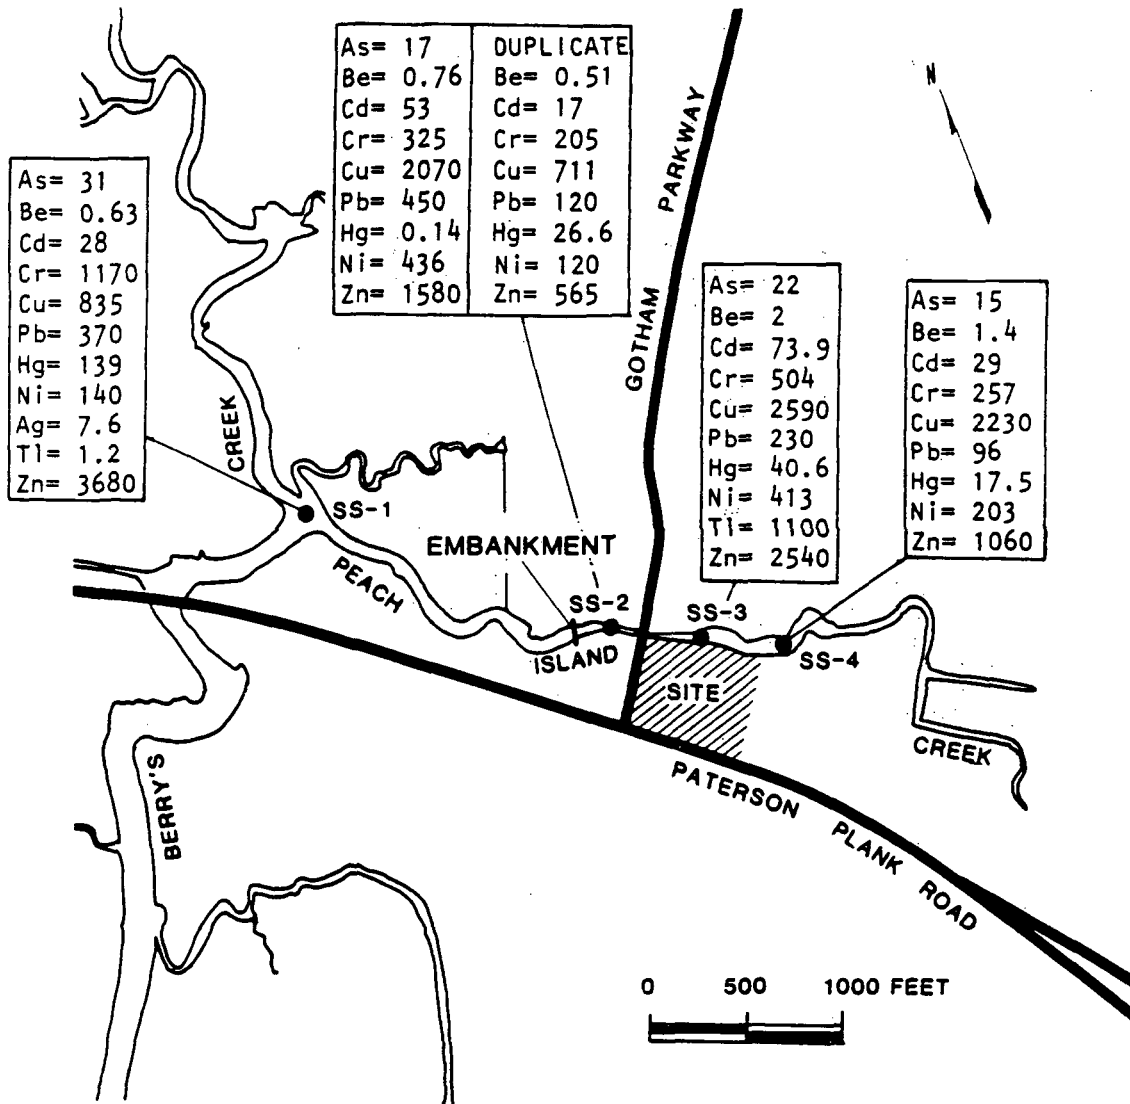 As= 17
Be= 0.76
Cd= 53
Cr= 325
Cu= 2070
Pb= 450
Hg= 0.14
Ni= 436
Zn= 1580
DUPLICATE
Be= 0.51
Cd= 17
Cr= 205
Cu= 711
Pb= 120
Hg= 26.6
Ni= 120
Zn= 565
N
As= 31
Be= 0.63
Cd= 28
Cr= 1170
Cu= 835
Pb= 370
Hg= 139
Ni= 140
Ag= 7.6
Tl= 1.2
Zn= 3680
GOTHAM PARKWAY
As= 22
Be= 2
Cd= 73.9
Cr= 504
Cu= 2590
Pb= 230
Hg= 40.6
Ni= 413
Tl= 1100
Zn= 2540
As= 15
Be= 1.4
Cd= 29
Cr= 257
Cu= 2230
Pb= 96
Hg= 17.5
Ni= 203
Zn= 1060
CREEK
SS-1
EMBANKMENT
PEACH
ISLAND
CREEK
SS-2
SS-3
SS-4
SITE
BERRY'S
PATERSON PLANK ROAD
0 500 1000 FEET